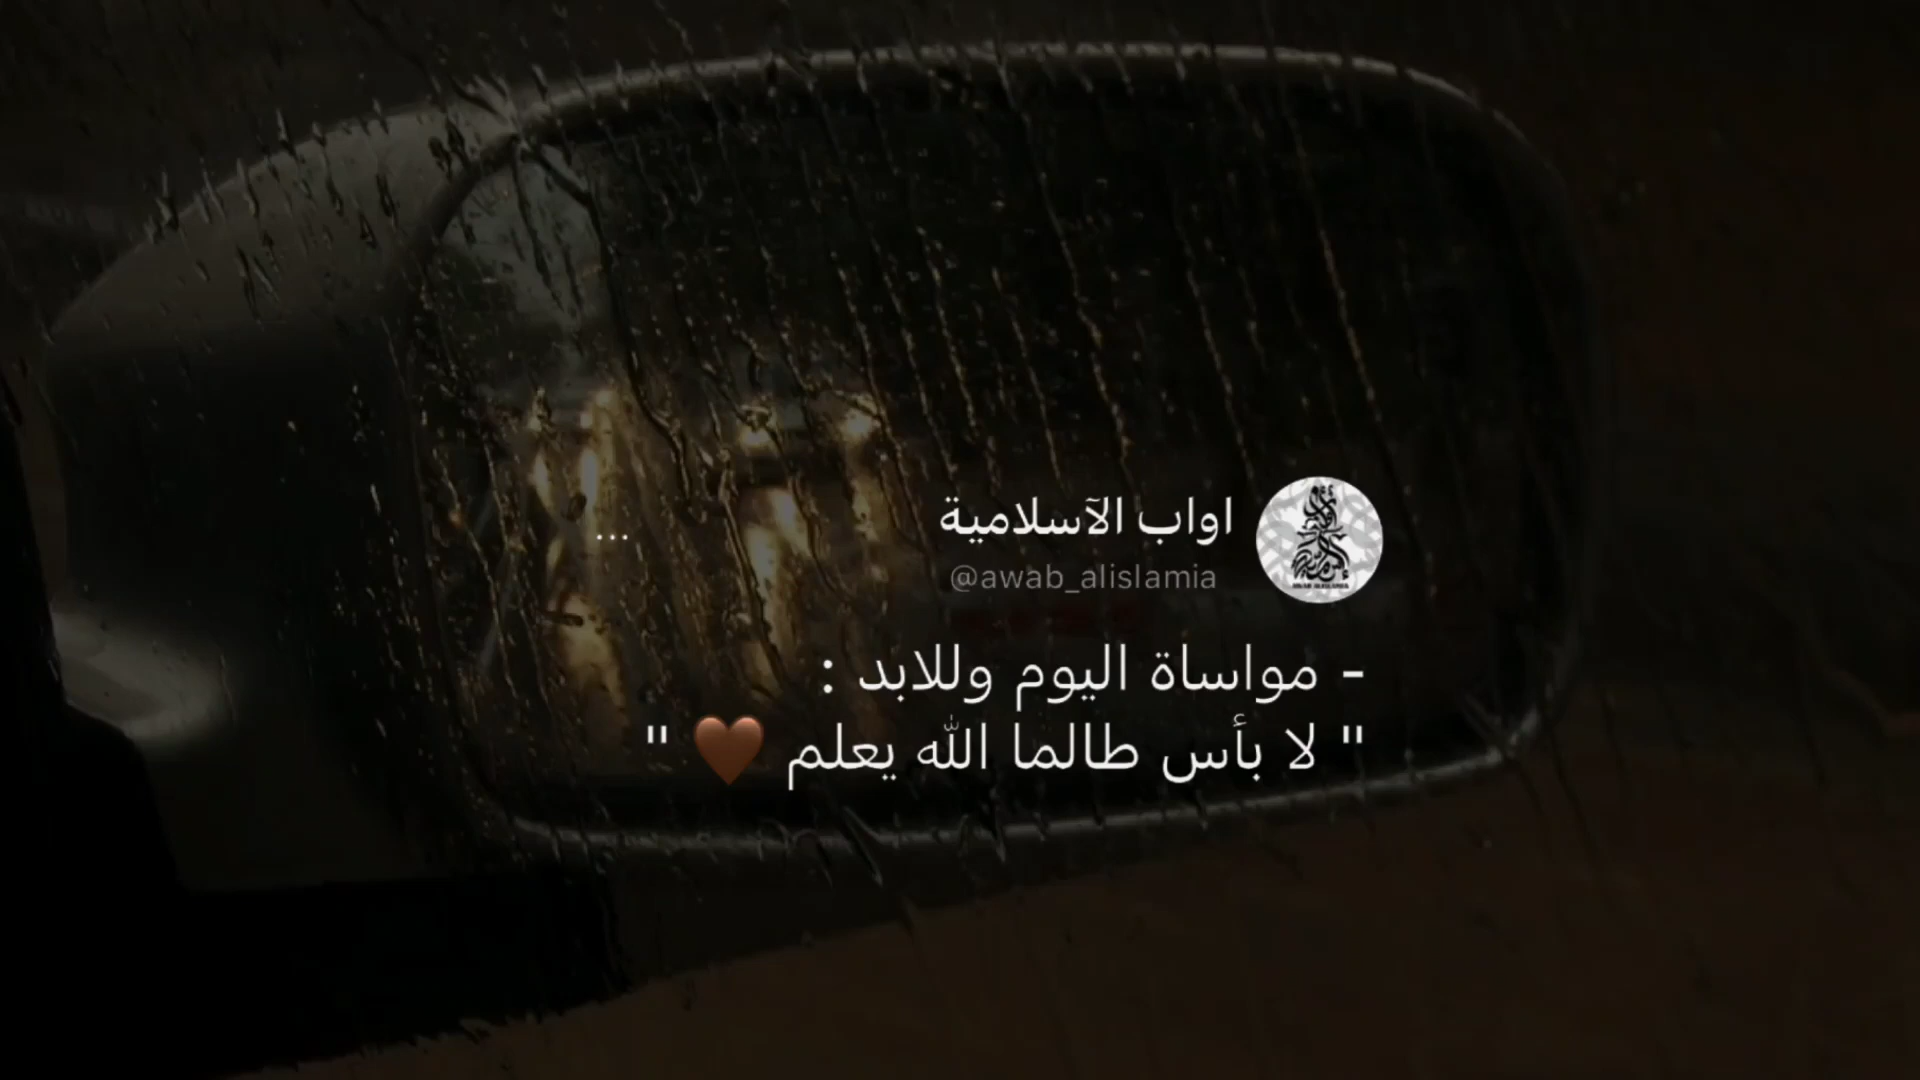 اواب الآسلامية
@awab_alislamia
...
- مواساة اليوم وللابد :
" لا بأس طالما الله يعلم 🤎 "